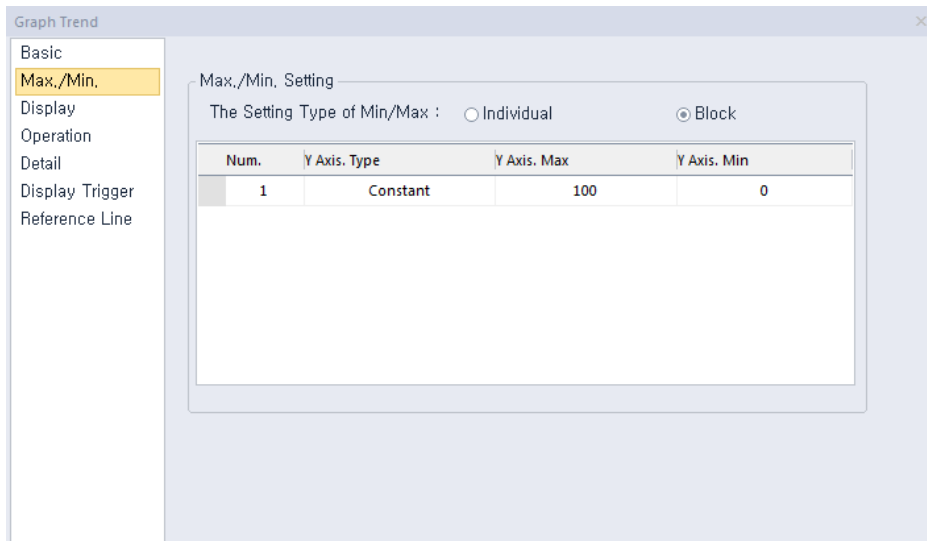 Graph Trend
Basic
Max./Min.
Display
Operation
Detail
Display Trigger
Reference Line
Max./Min. Setting
The Setting Type of Min/Max : Individual Block
Num. Y Axis. Type Y Axis. Max Y Axis. Min
1 Constant 100 0